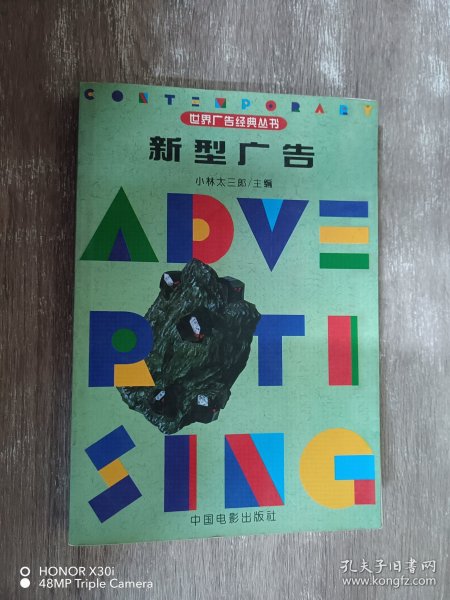 CONTEMPORARY
世界广告经典丛书
新型广告
小林太三郎/主编
ADVE
RTI
SING
中国电影出版社
HONOR X30i
48MP Triple Camera
孔夫子旧书网
www.kongfz.com